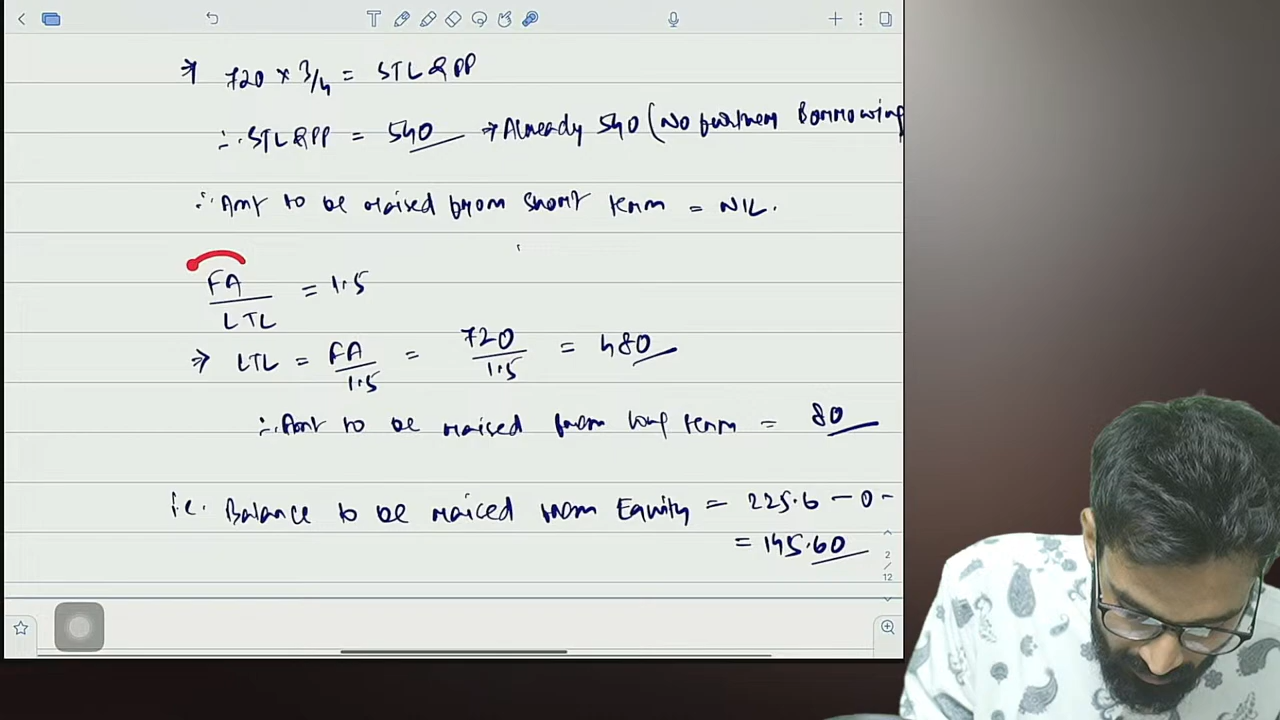 ⇒ 720 × 3/4 = STL & PP
∴ STL & PP = 540 → Already 540 (No further Borrowing
∴ Amt to be raised from short term = NIL.
FA / LTL = 1.5
⇒ LTL = FA / 1.5 = 720 / 1.5 = 480
∴ Amt to be raised from long term = 80
i.e. Balance to be raised from Equity = 225.6 − 0 −
= 145.60
2
/
12